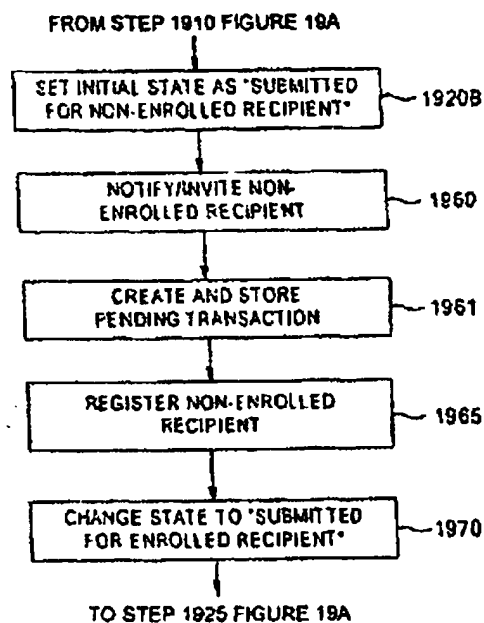 FROM STEP 1910 FIGURE 19A
SET INITIAL STATE AS "SUBMITTED
FOR NON-ENROLLED RECIPIENT"
1920B
NOTIFY/INVITE NON-
ENROLLED RECIPIENT
1960
CREATE AND STORE
PENDING TRANSACTION
1961
REGISTER NON-ENROLLED
RECIPIENT
1965
CHANGE STATE TO "SUBMITTED
FOR ENROLLED RECIPIENT"
1970
TO STEP 1925 FIGURE 19A